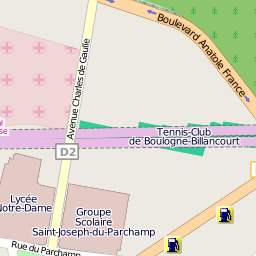 Boulevard Anatole France
Avenue Charles de Gaulle
Tennis-Club
de Boulogne-Billancourt
D2
Lycée
Notre-Dame
Groupe
Scolaire
Saint-Joseph-du-Parchamp
Rue du Parchamp